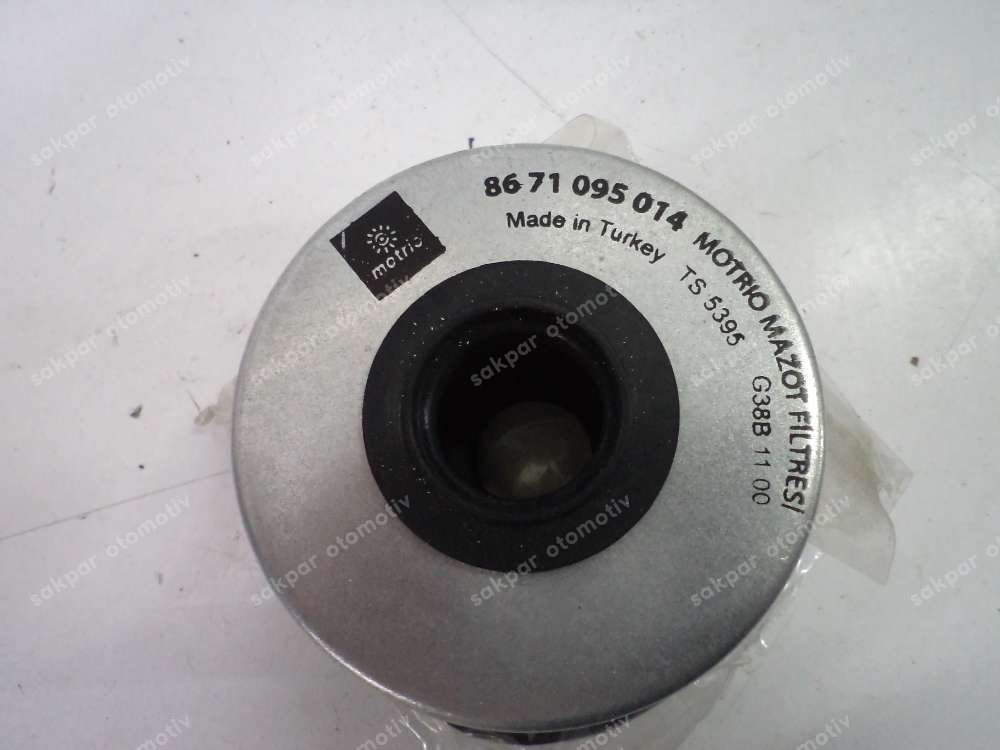 motrio
86 71 095 014 MOTRIO MAZOT FILTRESI
Made in Turkey TS 5395 G38B 11 00
sakpar otomotiv